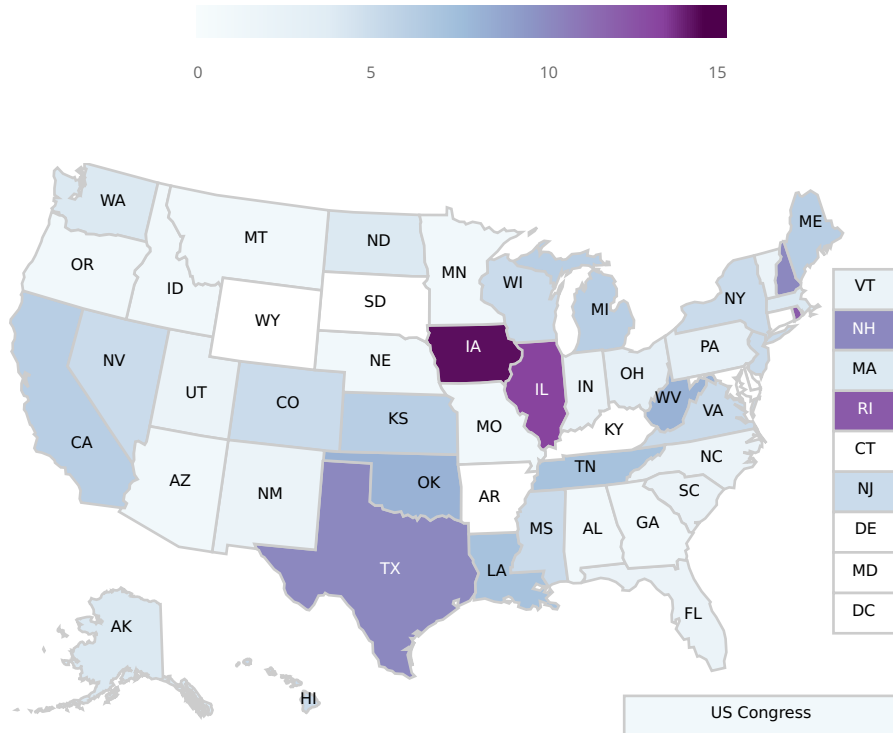 0 5 10 15
WA
ME
MT
ND
OR
MN
ID
WI
SD
VT
NY
MI
WY
NH
IA
PA
NE
NV
MA
OH
IN
UT
IL
WV
CO
RI
VA
KS
MO
KY
CA
CT
NC
TN
AZ
OK
NJ
NM
SC
AR
MS
AL
GA
DE
TX
LA
MD
DC
FL
AK
HI
US Congress